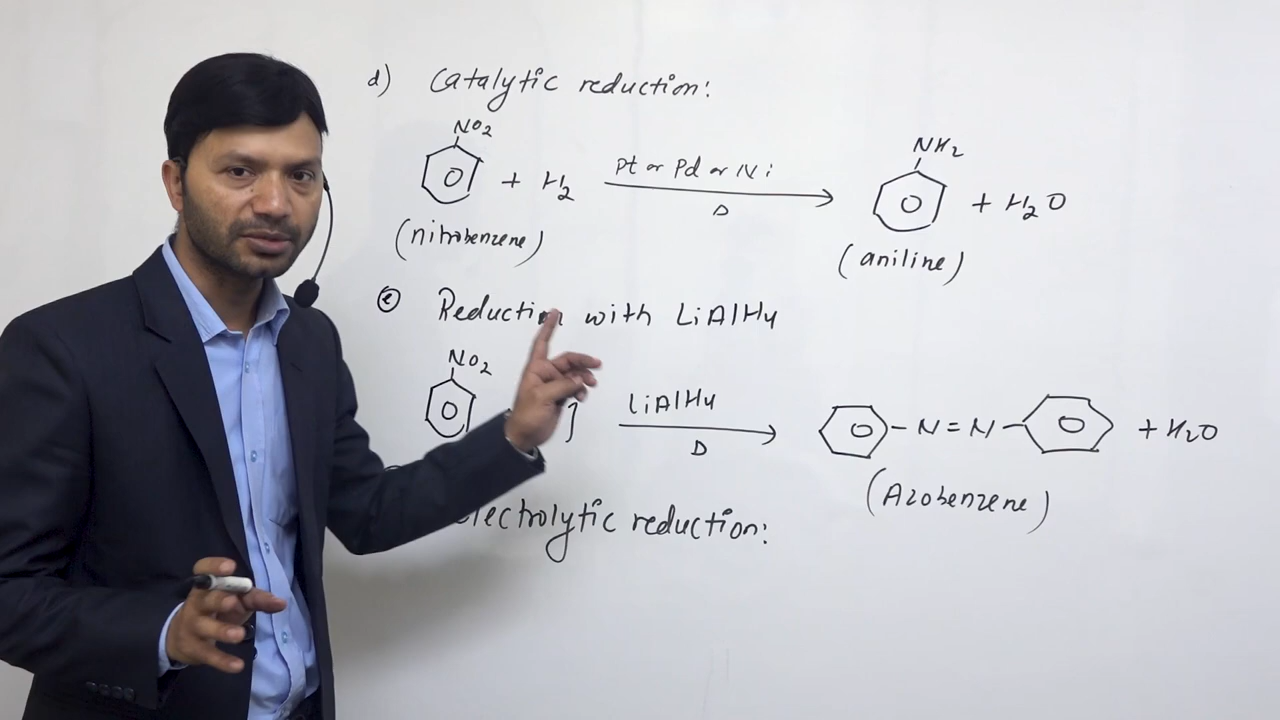 d) Catalytic reduction:
NO2
NH2
+ H2
Pt or Pd or Ni
Δ
+ H2O
(nitrobenzene)
(aniline)
e) Reduction with LiAlH4
NO2
LiAlH4
Δ
]
- N = N -
+ H2O
(Azobenzene)
electrolytic reduction: